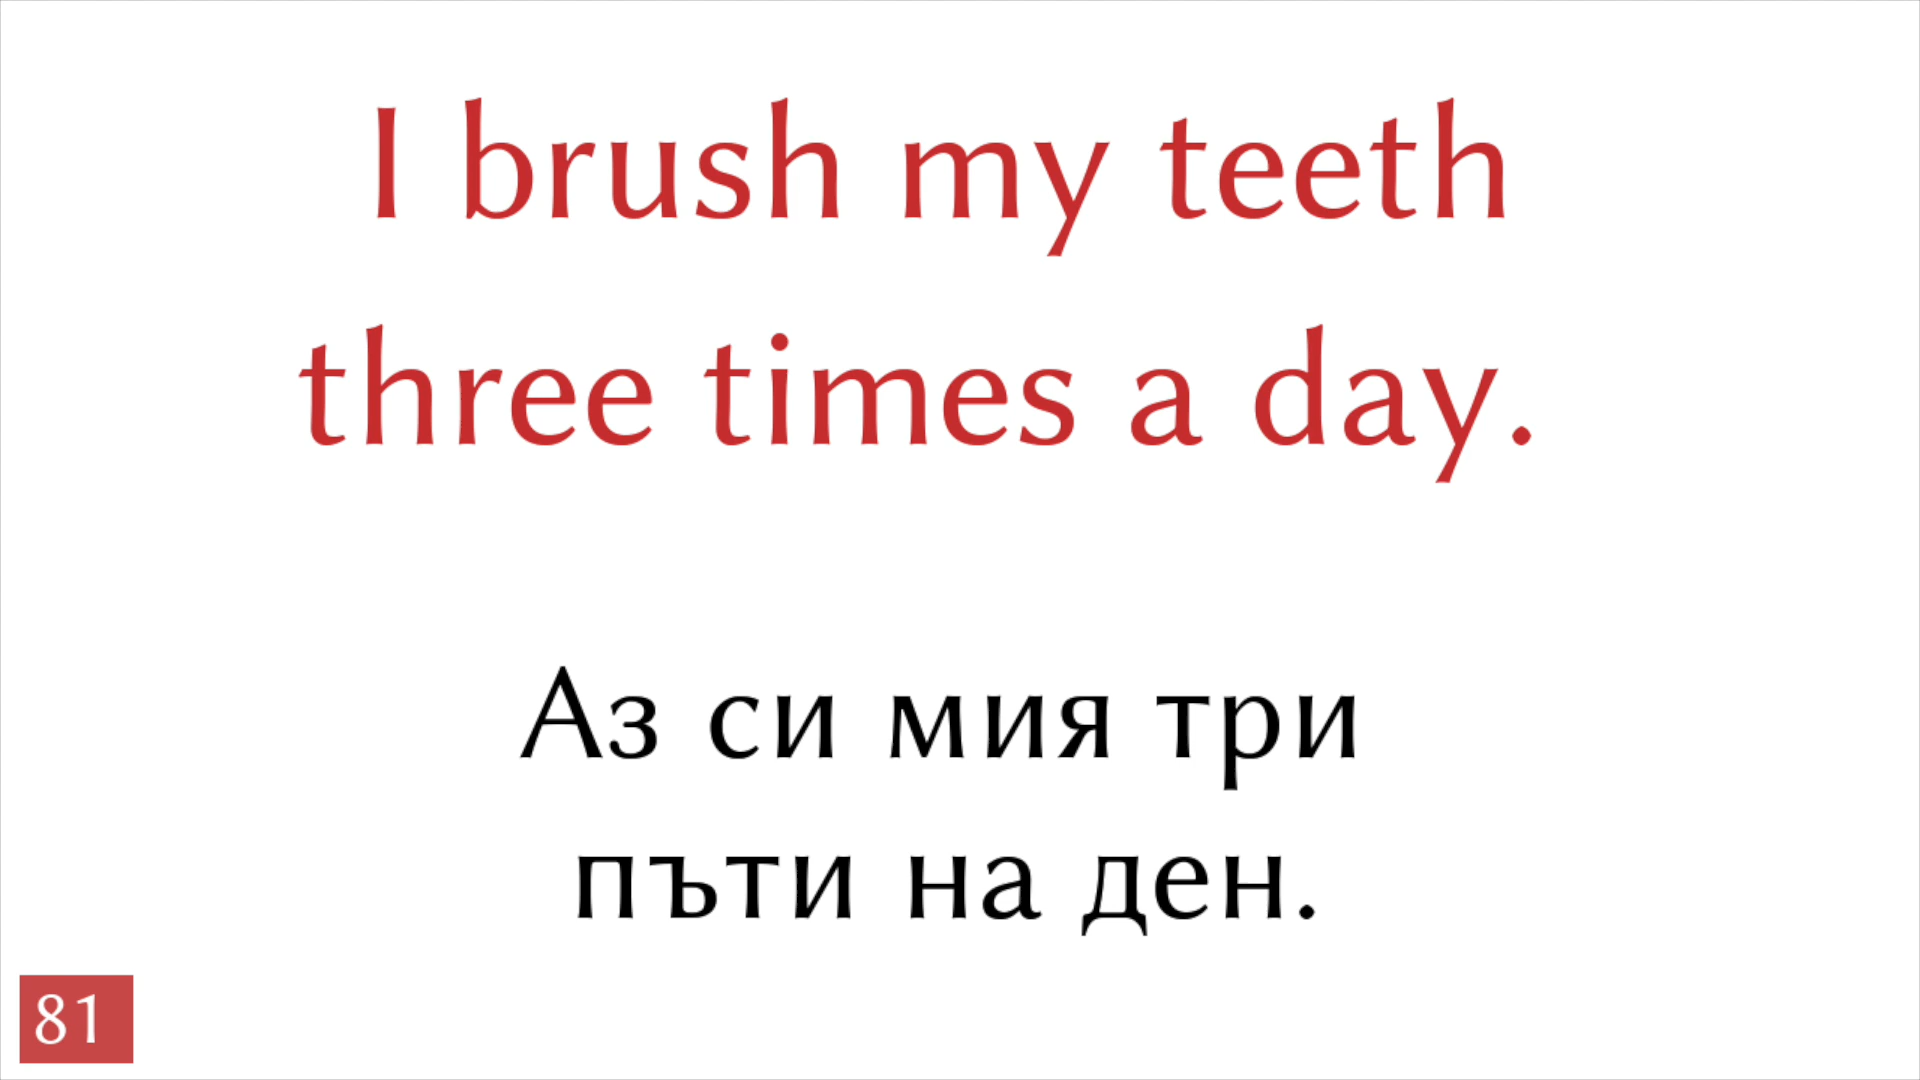 I brush my teeth
three times a day.
Аз си мия три
пъти на ден.
81